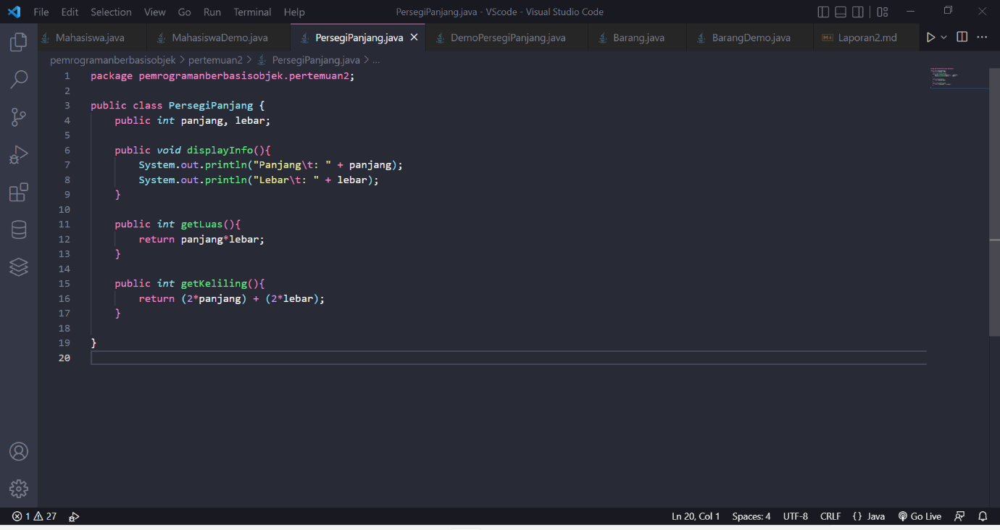 File Edit Selection View Go Run Terminal Help PersegiPanjang.java - VScode - Visual Studio Code
Mahasiswa.java MahasiswaDemo.java PersegiPanjang.java DemoPersegiPanjang.java Barang.java BarangDemo.java Laporan2.md
pemrogramanberbasisobjek > pertemuan2 > PersegiPanjang.java > ...
1 package pemrogramanberbasisobjek.pertemuan2;
2
3 public class PersegiPanjang {
4     public int panjang, lebar;
5
6     public void displayInfo(){
7         System.out.println("Panjang\t: " + panjang);
8         System.out.println("Lebar\t: " + lebar);
9     }
10
11     public int getLuas(){
12         return panjang*lebar;
13     }
14
15     public int getKeliling(){
16         return (2*panjang) + (2*lebar);
17     }
18
19 }
20
1 27 Ln 20, Col 1 Spaces: 4 UTF-8 CRLF {} Java Go Live